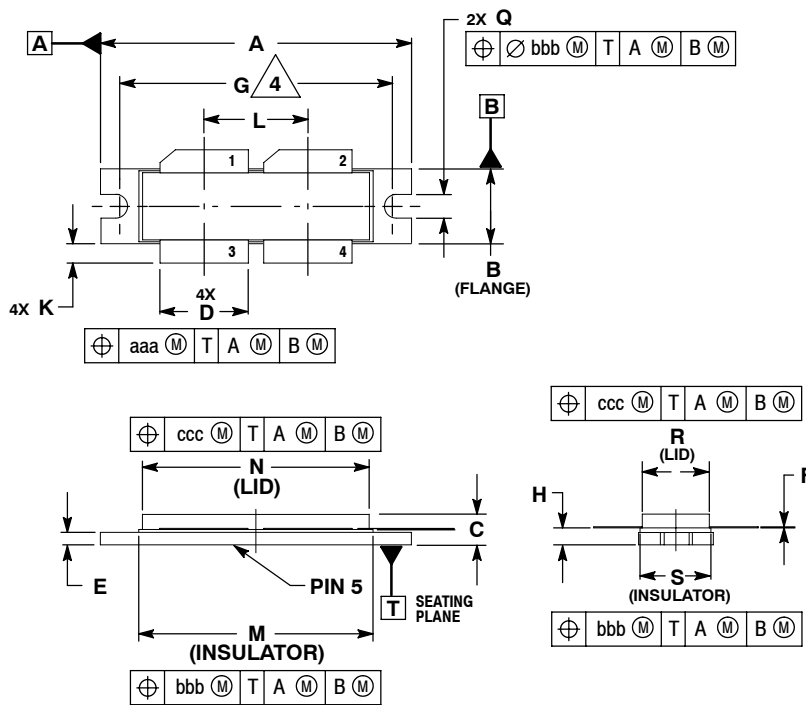 2X Q
⌖ ∅ bbb Ⓜ T A Ⓜ B Ⓜ
A
A
G 4
L
B
1 2
3 4
B
(FLANGE)
4X K
4X
D
⌖ aaa Ⓜ T A Ⓜ B Ⓜ
⌖ ccc Ⓜ T A Ⓜ B Ⓜ
N
(LID)
C
E
PIN 5
T SEATING
PLANE
M
(INSULATOR)
⌖ bbb Ⓜ T A Ⓜ B Ⓜ
⌖ ccc Ⓜ T A Ⓜ B Ⓜ
R
(LID)
H
S
(INSULATOR)
⌖ bbb Ⓜ T A Ⓜ B Ⓜ